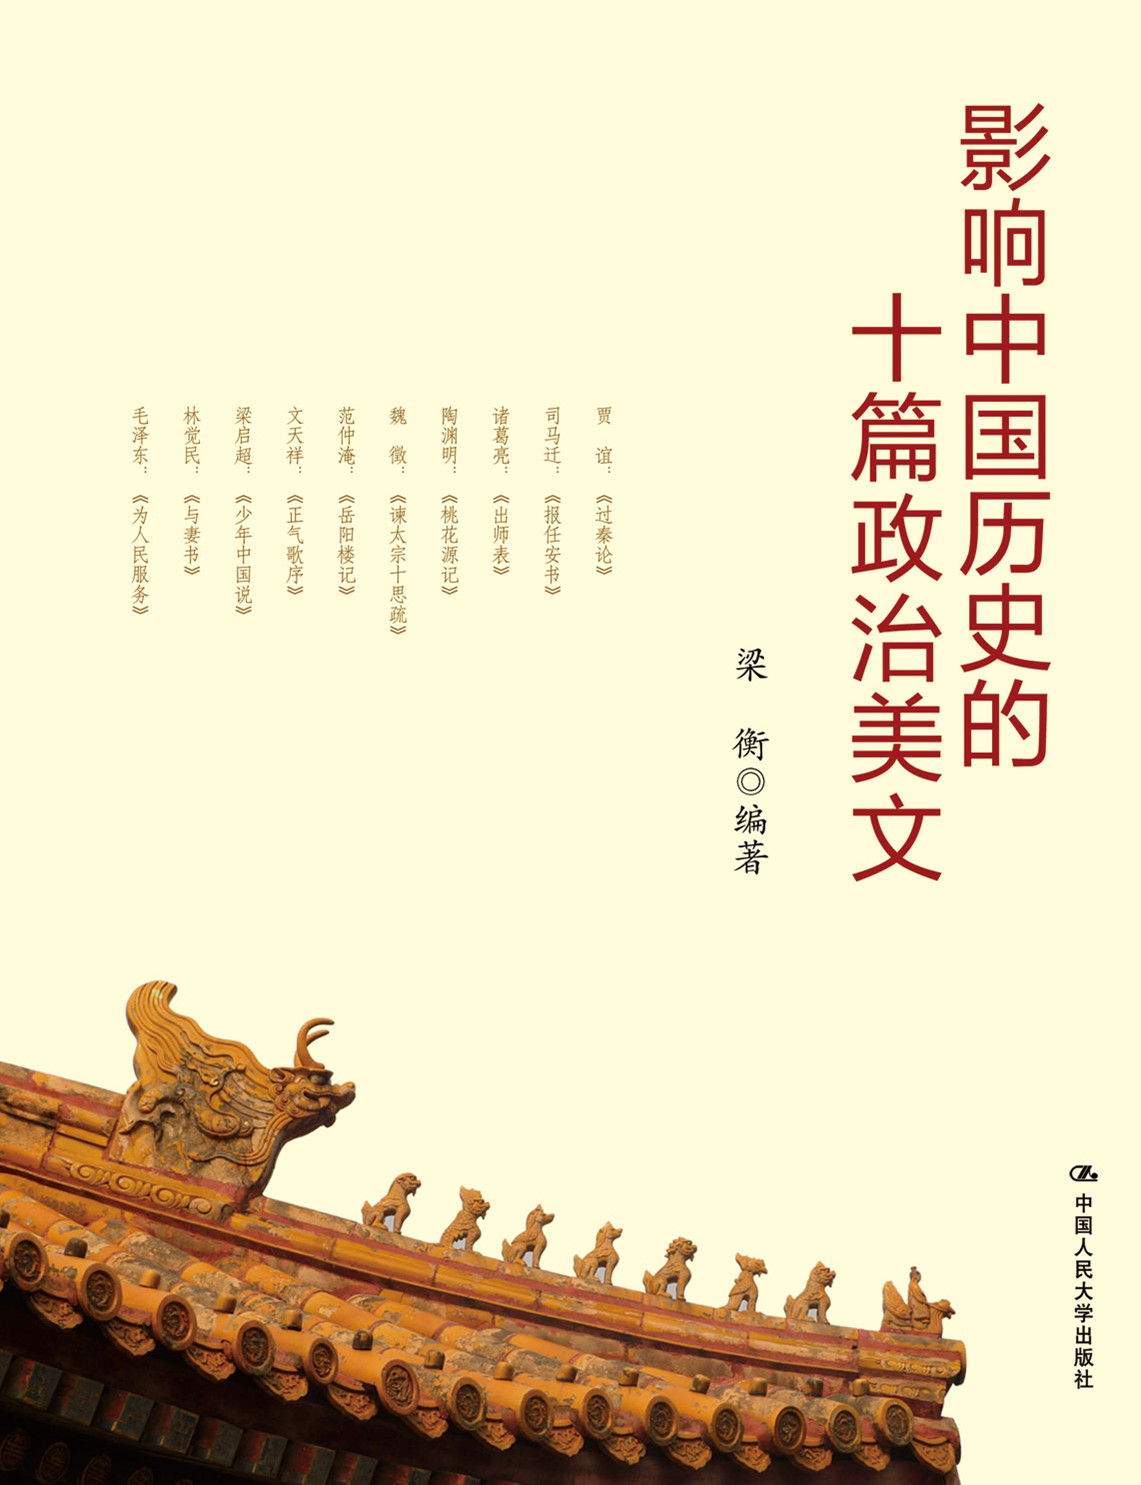 影响中国历史的
十篇政治美文
梁 衡◎编著
贾 谊：《过秦论》
司马迁：《报任安书》
诸葛亮：《出师表》
陶渊明：《桃花源记》
魏 徵：《谏太宗十思疏》
范仲淹：《岳阳楼记》
文天祥：《正气歌序》
梁启超：《少年中国说》
林觉民：《与妻书》
毛泽东：《为人民服务》
中国人民大学出版社